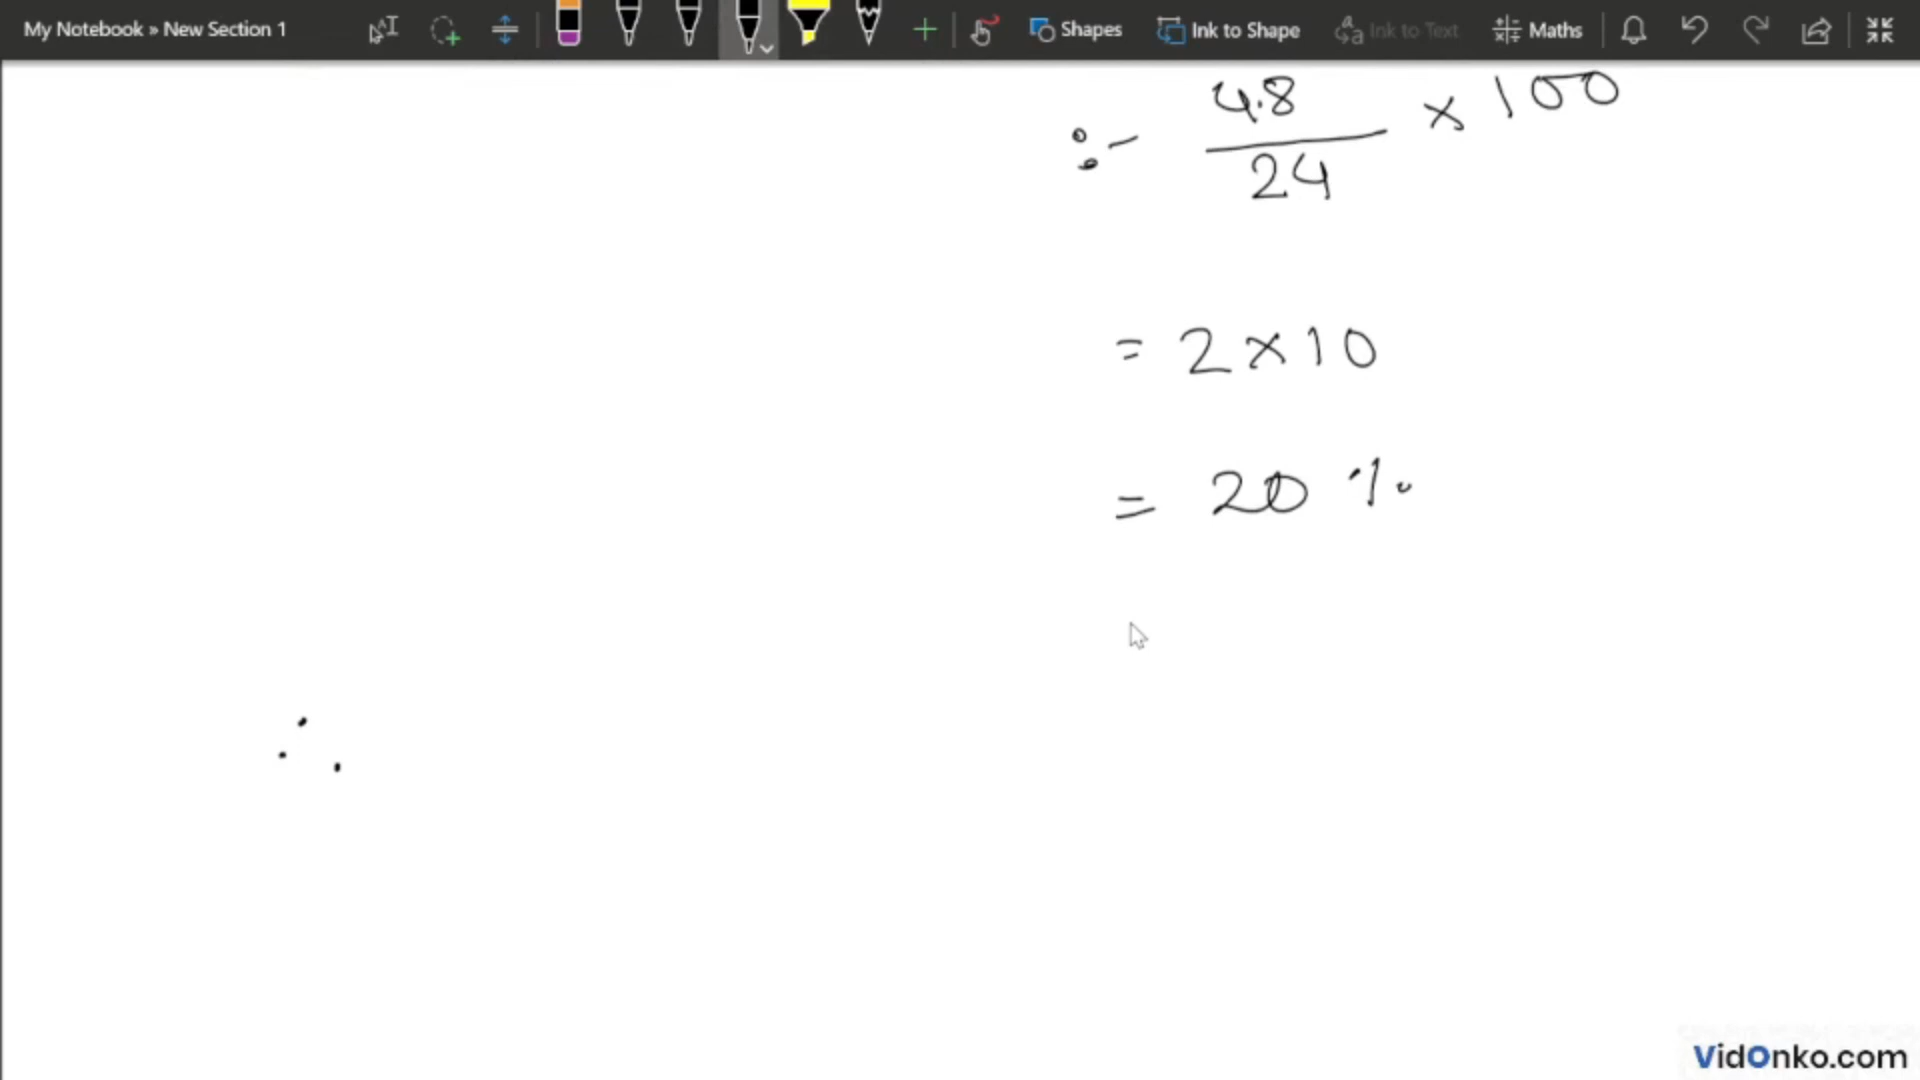 My Notebook » New Section 1
Shapes
Ink to Shape
Ink to Text
Maths
:- 4.8/24 × 100
= 2 × 10
= 20 %
∴
VidOnko.com